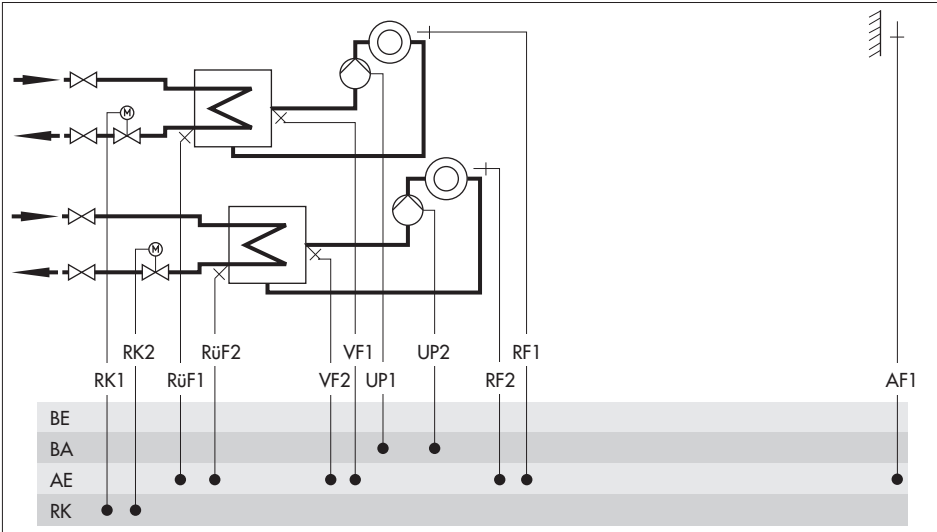 M
M
RK2 RüF2 VF1 UP2 RF1
RK1 RüF1 VF2 UP1 RF2 AF1
BE
BA
AE
RK